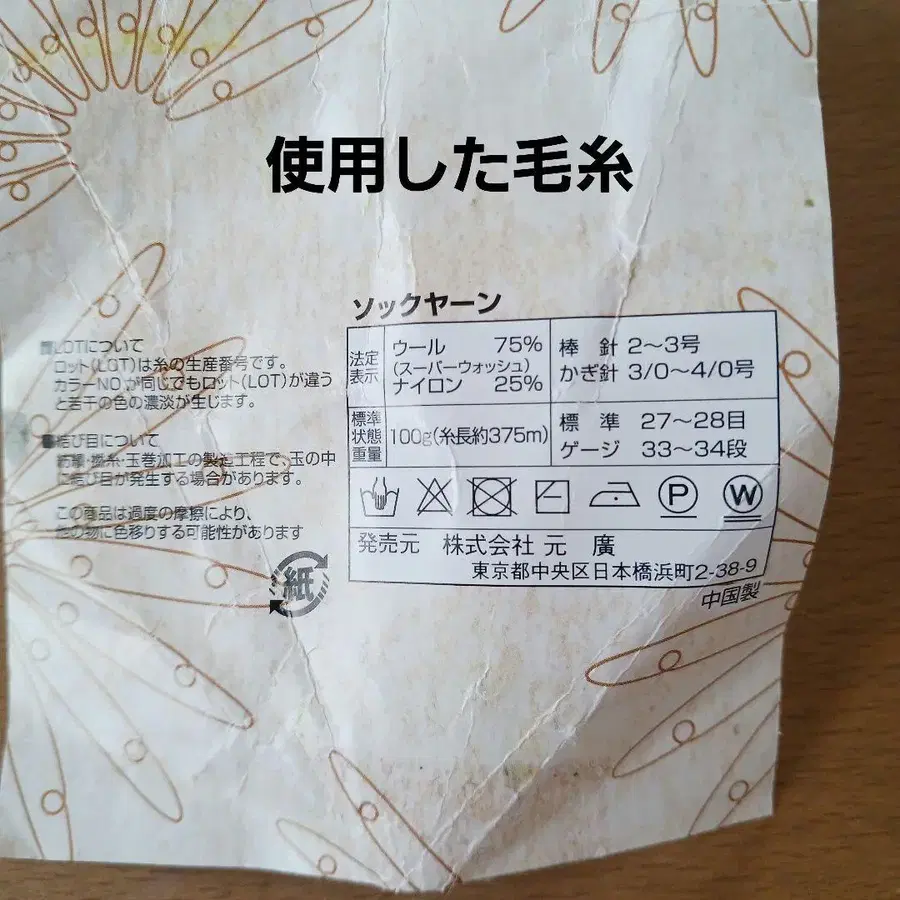 使用した毛糸
ソックヤーン
法定表示
ウール 75%
(スーパーウォッシュ)
ナイロン 25%
棒 針 2〜3号
かぎ針 3/0〜4/0号
標準状態重量
100g(糸長約375m)
標 準 27〜28目
ゲージ 33〜34段
P
W
発売元 株式会社 元 廣
東京都中央区日本橋浜町2-38-9
中国製
■LOTについて
ロット(LOT)は糸の生産番号です。
カラーNO.が同じでもロット(LOT)が違う
と若干の色の濃淡が生じます。
■結び目について
紡績・撚糸・玉巻加工の製造工程で、玉の中
に結び目が発生する場合があります。
この商品は過度の摩擦により、
他の物に色移りする可能性があります
紙